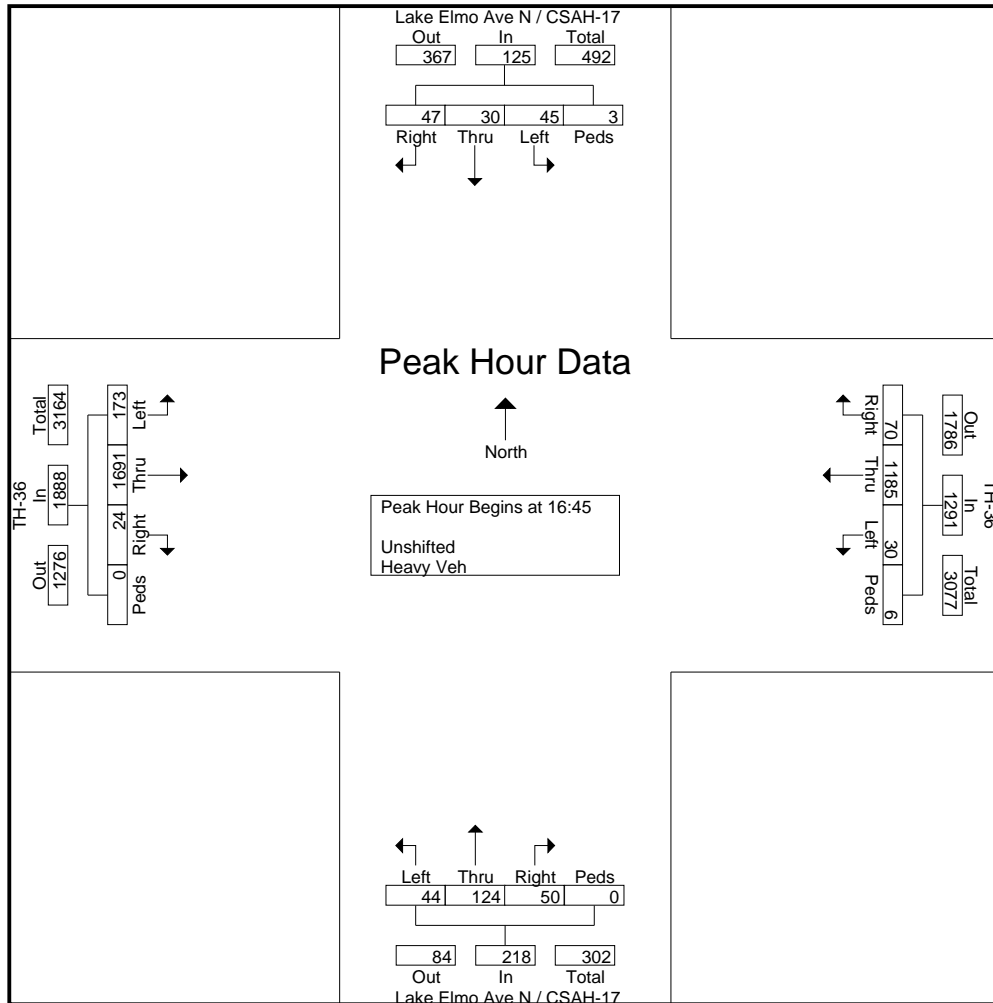 Lake Elmo Ave N / CSAH-17
Out In Total
367 125 492
47 30 45 3
Right Thru Left Peds
Peak Hour Data
North
Peak Hour Begins at 16:45
Unshifted
Heavy Veh
TH-36
Total In Out
3164 1888 1276
173 1691 24 0
Left Thru Right Peds
TH-36
Out In Total
1786 1291 3077
70 1185 30 6
Right Thru Left Peds
Left Thru Right Peds
44 124 50 0
84 218 302
Out In Total
Lake Elmo Ave N / CSAH-17